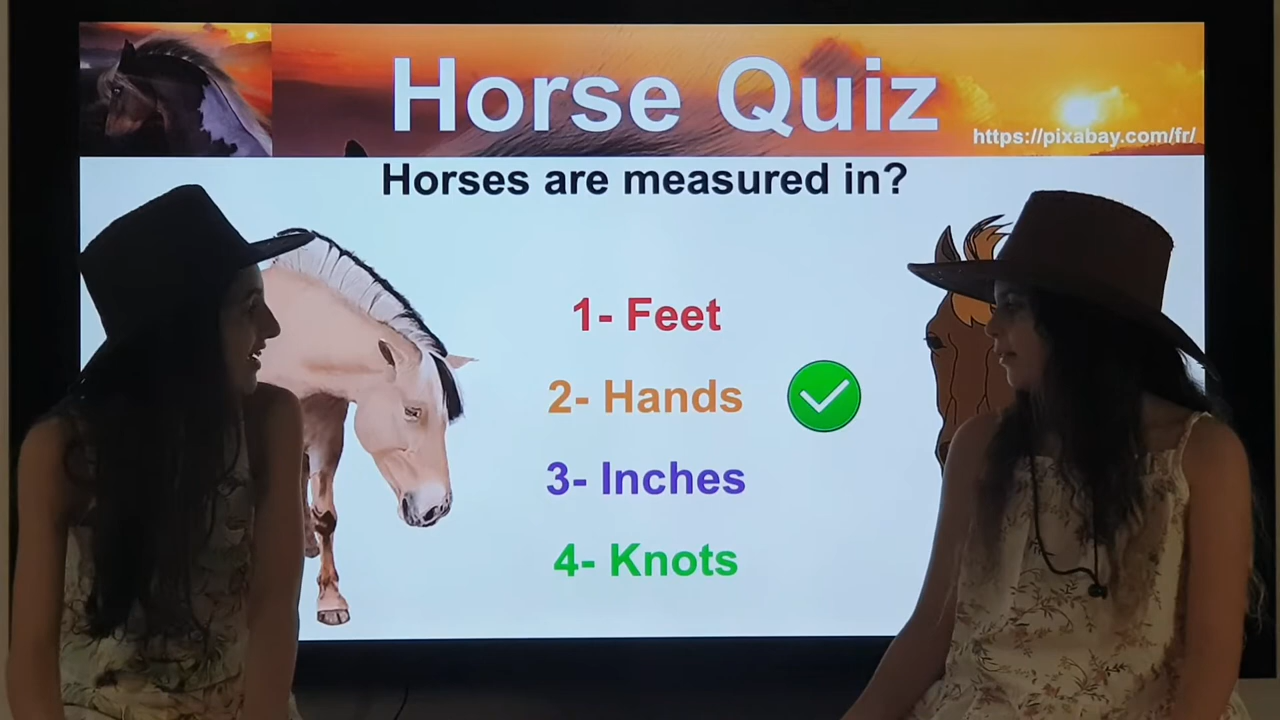 Horse Quiz
https://pixabay.com/fr/
Horses are measured in?
1- Feet
2- Hands
3- Inches
4- Knots